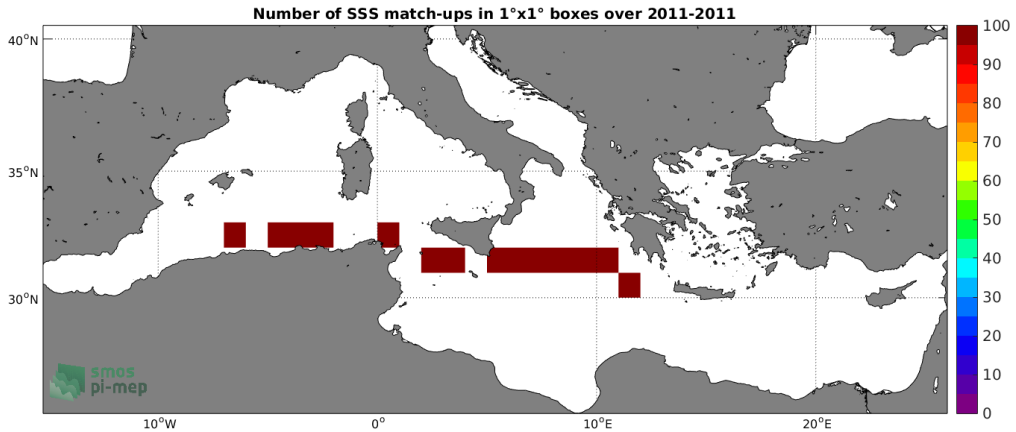 Number of SSS match-ups in 1°x1° boxes over 2011-2011
40°N
35°N
30°N
10°W
0°
10°E
20°E
100
90
80
70
60
50
40
30
20
10
0
smos
pi-mep